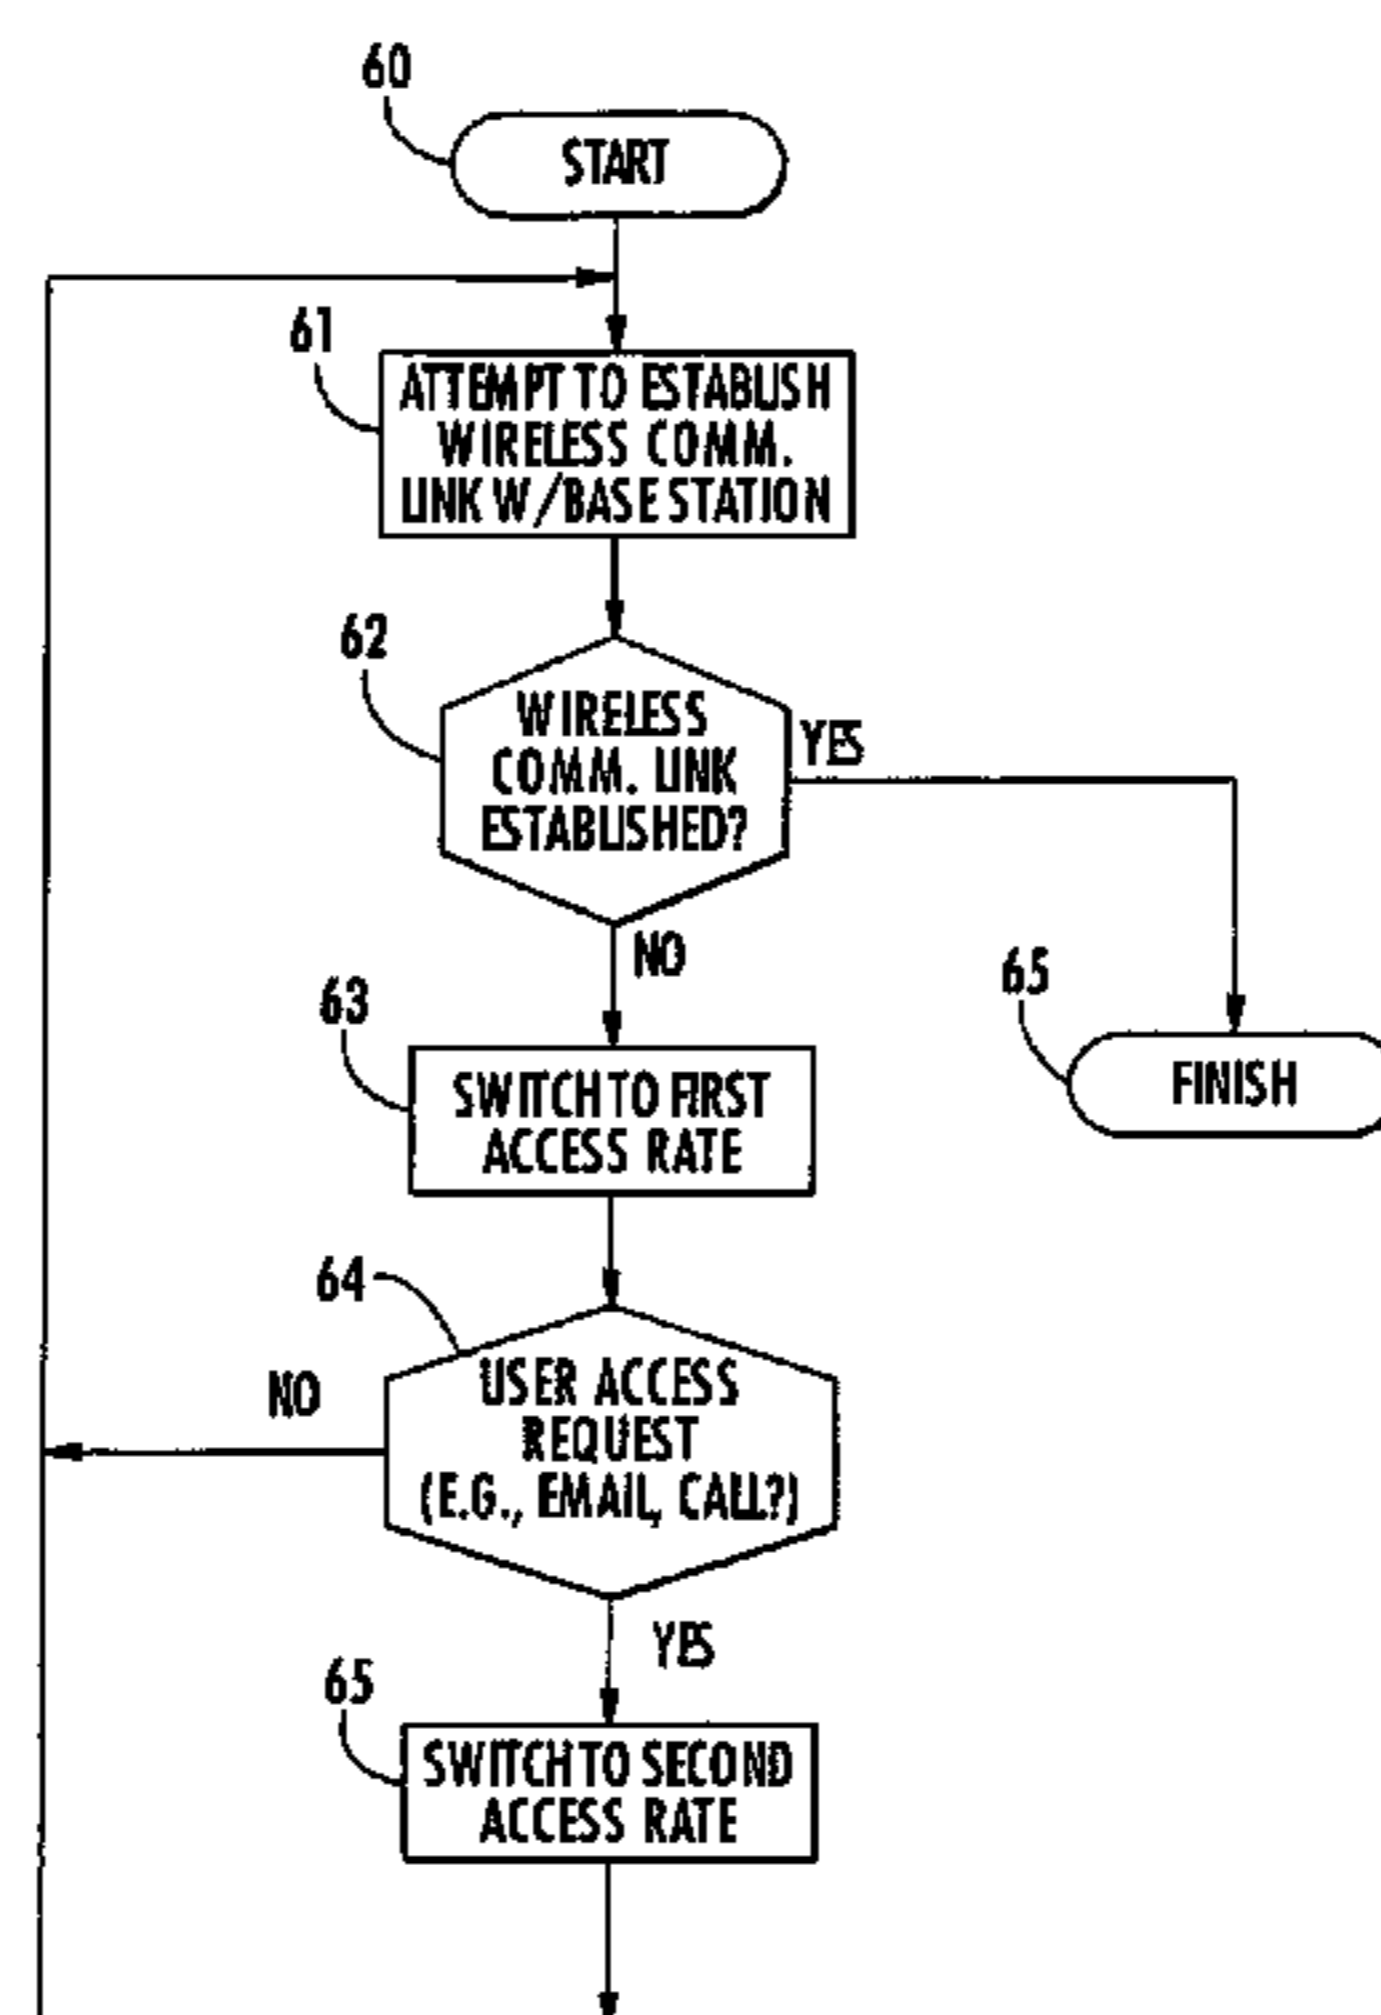 60
START
61
ATTEMPT TO ESTABLISH
WIRELESS COMM.
LINK W/BASE STATION
62
WIRELESS
COMM. LINK
ESTABLISHED?
YES
NO
65
FINISH
63
SWITCH TO FIRST
ACCESS RATE
64
USER ACCESS
REQUEST
(E.G., EMAIL, CALL?)
NO
YES
65
SWITCH TO SECOND
ACCESS RATE